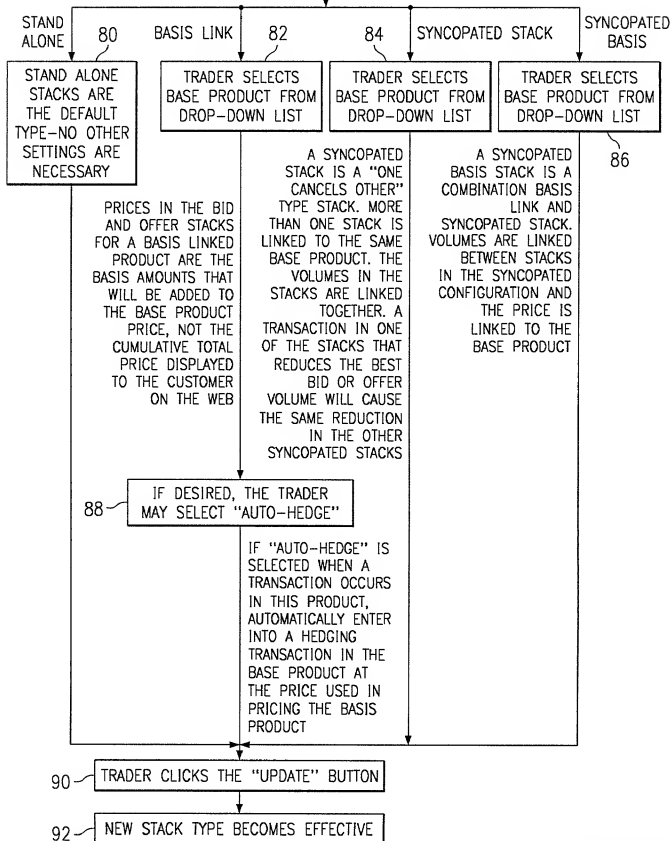 STAND
ALONE
80
BASIS LINK
82
84
SYNCOPATED STACK
SYNCOPATED
BASIS
STAND ALONE
STACKS ARE
THE DEFAULT
TYPE–NO OTHER
SETTINGS ARE
NECESSARY
TRADER SELECTS
BASE PRODUCT FROM
DROP–DOWN LIST
TRADER SELECTS
BASE PRODUCT FROM
DROP–DOWN LIST
TRADER SELECTS
BASE PRODUCT FROM
DROP–DOWN LIST
86
PRICES IN THE BID
AND OFFER STACKS
FOR A BASIS LINKED
PRODUCT ARE THE
BASIS AMOUNTS THAT
WILL BE ADDED TO
THE BASE PRODUCT
PRICE, NOT THE
CUMULATIVE TOTAL
PRICE DISPLAYED
TO THE CUSTOMER
ON THE WEB
A SYNCOPATED
STACK IS A "ONE
CANCELS OTHER"
TYPE STACK. MORE
THAN ONE STACK IS
LINKED TO THE SAME
BASE PRODUCT. THE
VOLUMES IN THE
STACKS ARE LINKED
TOGETHER. A
TRANSACTION IN ONE
OF THE STACKS THAT
REDUCES THE BEST
BID OR OFFER
VOLUME WILL CAUSE
THE SAME REDUCTION
IN THE OTHER
SYNCOPATED STACKS
A SYNCOPATED
BASIS STACK IS A
COMBINATION BASIS
LINK AND
SYNCOPATED STACK.
VOLUMES ARE LINKED
BETWEEN STACKS
IN THE SYNCOPATED
CONFIGURATION AND
THE PRICE IS
LINKED TO THE
BASE PRODUCT
88
IF DESIRED, THE TRADER
MAY SELECT "AUTO–HEDGE"
IF "AUTO–HEDGE" IS
SELECTED WHEN A
TRANSACTION OCCURS
IN THIS PRODUCT,
AUTOMATICALLY ENTER
INTO A HEDGING
TRANSACTION IN THE
BASE PRODUCT AT
THE PRICE USED IN
PRICING THE BASIS
PRODUCT
90
TRADER CLICKS THE "UPDATE" BUTTON
92
NEW STACK TYPE BECOMES EFFECTIVE